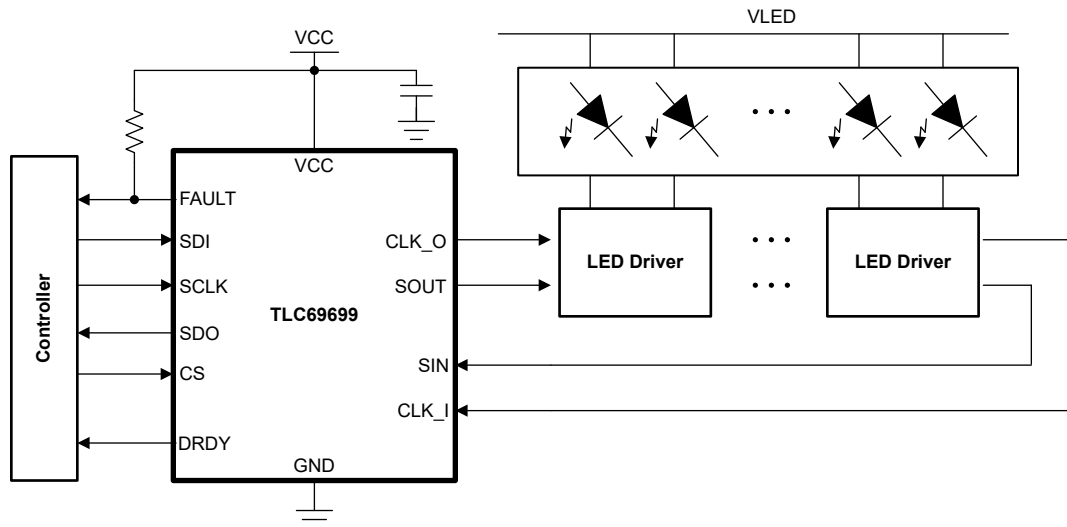 VLED
VCC
VCC
FAULT
SDI
SCLK
SDO
CS
DRDY
Controller
TLC69699
CLK_O
SOUT
SIN
CLK_I
GND
LED Driver
LED Driver